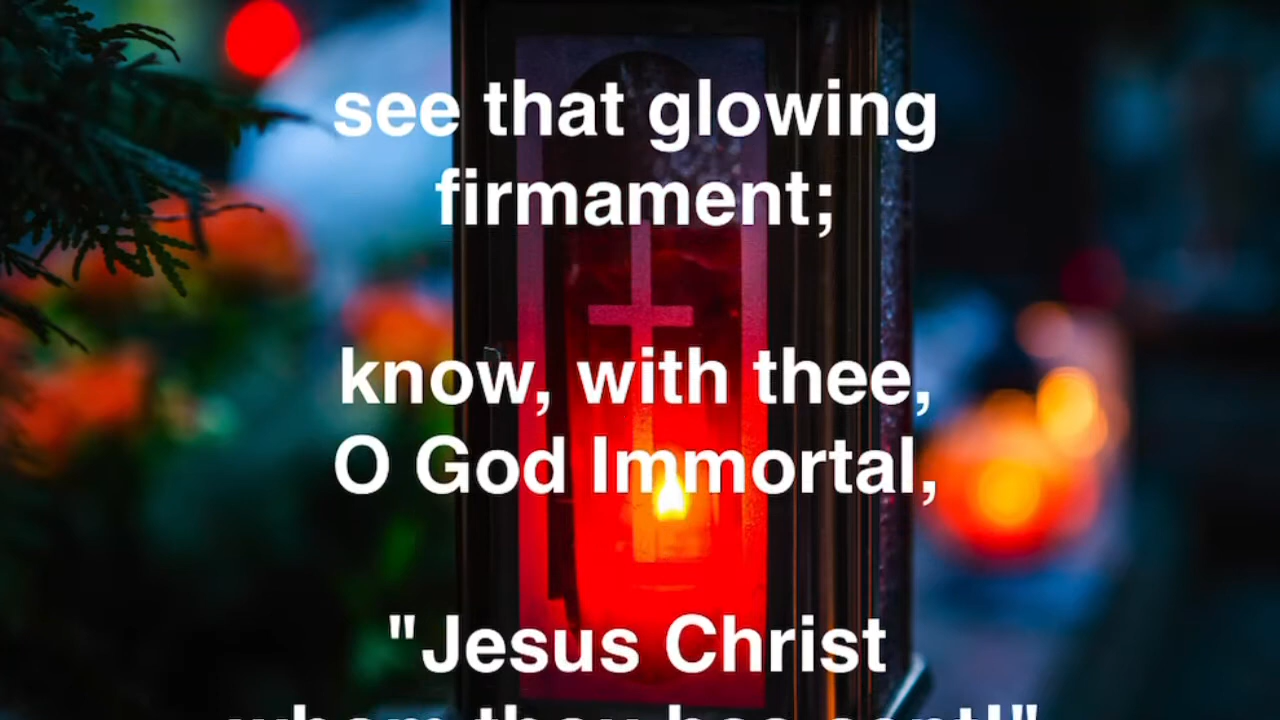 see that glowing
firmament;
know, with thee,
O God Immortal,
"Jesus Christ